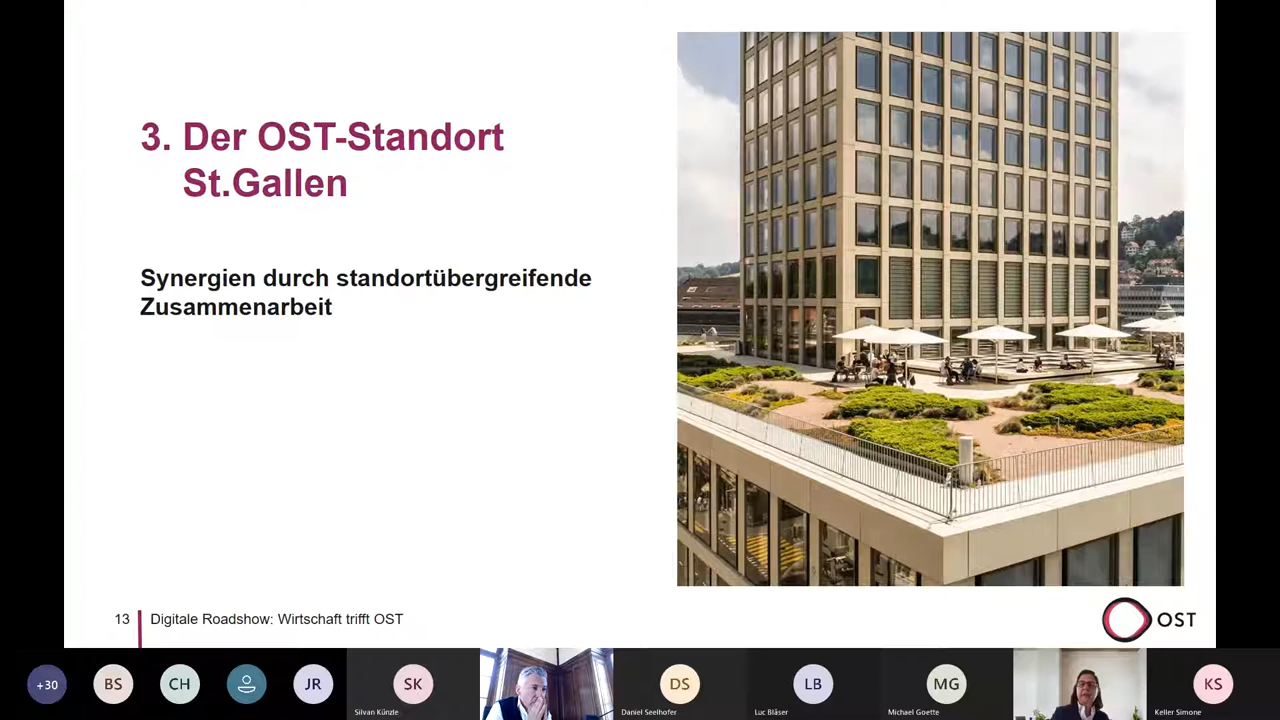 3. Der OST-Standort
St.Gallen
Synergien durch standortübergreifende
Zusammenarbeit
13
Digitale Roadshow: Wirtschaft trifft OST
OST
+30
BS
CH
JR
SK
DS
LB
MG
KS
Silvan Künzle
Daniel Seelhofer
Luc Bläser
Michael Goette
Keller Simone